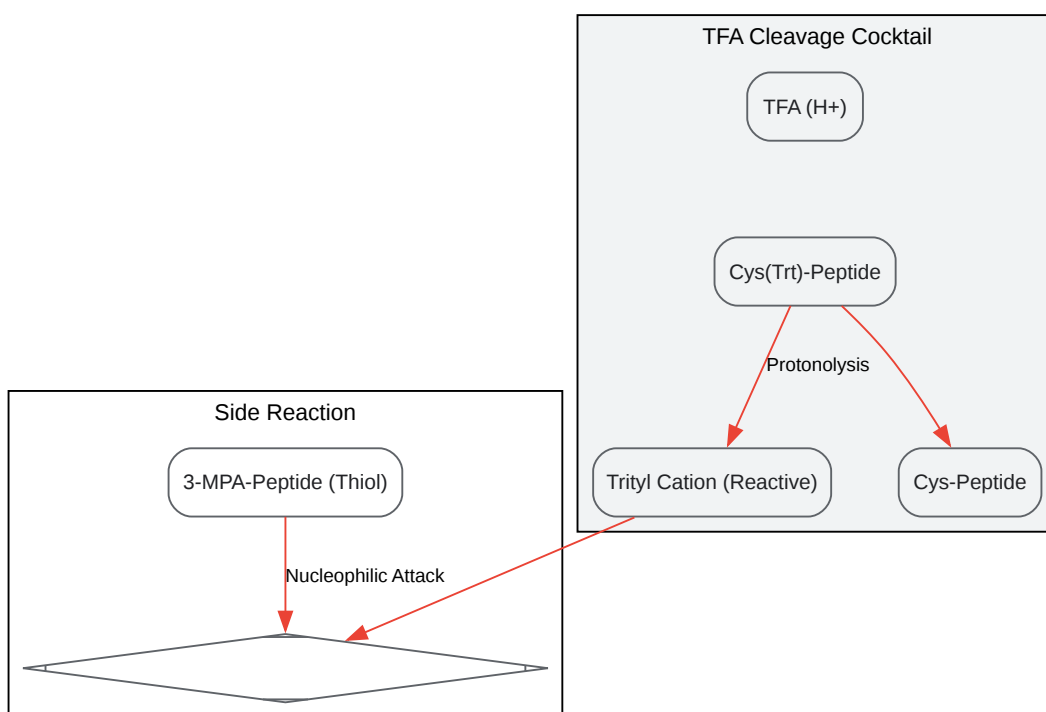 TFA Cleavage Cocktail
TFA (H+)
Cys(Trt)-Peptide
Protonolysis
Side Reaction
3-MPA-Peptide (Thiol)
Trityl Cation (Reactive)
Cys-Peptide
Nucleophilic Attack